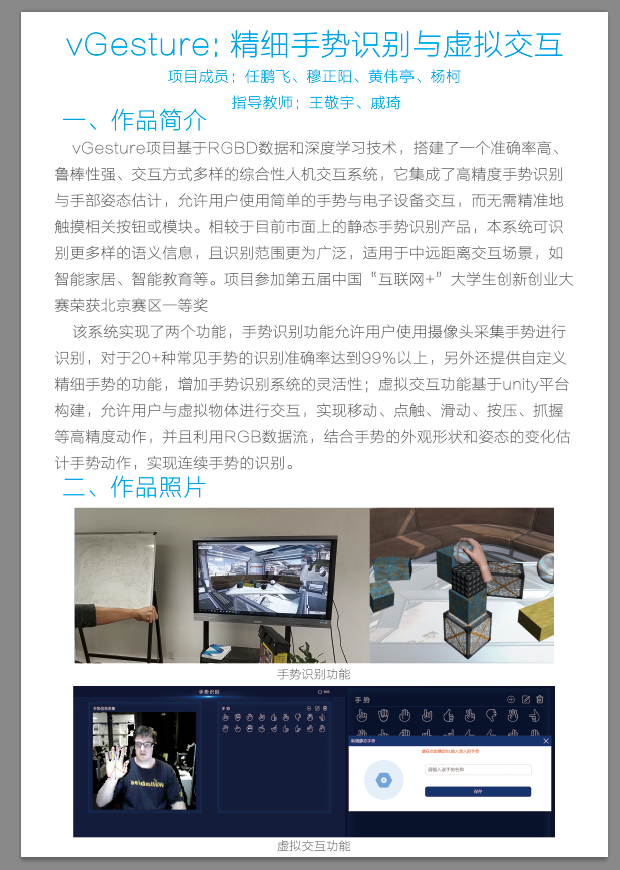 vGesture: 精细手势识别与虚拟交互
项目成员：任鹏飞、穆正阳、黄伟亭、杨柯
指导教师：王敬宇、戚琦
一、作品简介
vGesture项目基于RGBD数据和深度学习技术，搭建了一个准确率高、
鲁棒性强、交互方式多样的综合性人机交互系统，它集成了高精度手势识别
与手部姿态估计，允许用户使用简单的手势与电子设备交互，而无需精准地
触摸相关按钮或模块。相较于目前市面上的静态手势识别产品，本系统可识
别更多样的语义信息，且识别范围更为广泛，适用于中远距离交互场景，如
智能家居、智能教育等。项目参加第五届中国“互联网+”大学生创新创业大
赛荣获北京赛区一等奖
该系统实现了两个功能，手势识别功能允许用户使用摄像头采集手势进行
识别，对于20+种常见手势的识别准确率达到99%以上，另外还提供自定义
精细手势的功能，增加手势识别系统的灵活性；虚拟交互功能基于unity平台
构建，允许用户与虚拟物体进行交互，实现移动、点触、滑动、按压、抓握
等高精度动作，并且利用RGB数据流，结合手势的外观形状和姿态的变化估
计手势动作，实现连续手势的识别。
二、作品照片
手势识别功能
手势识别
手势信息采集
手 势
手 势
请输入该手势名称
保存
虚拟交互功能